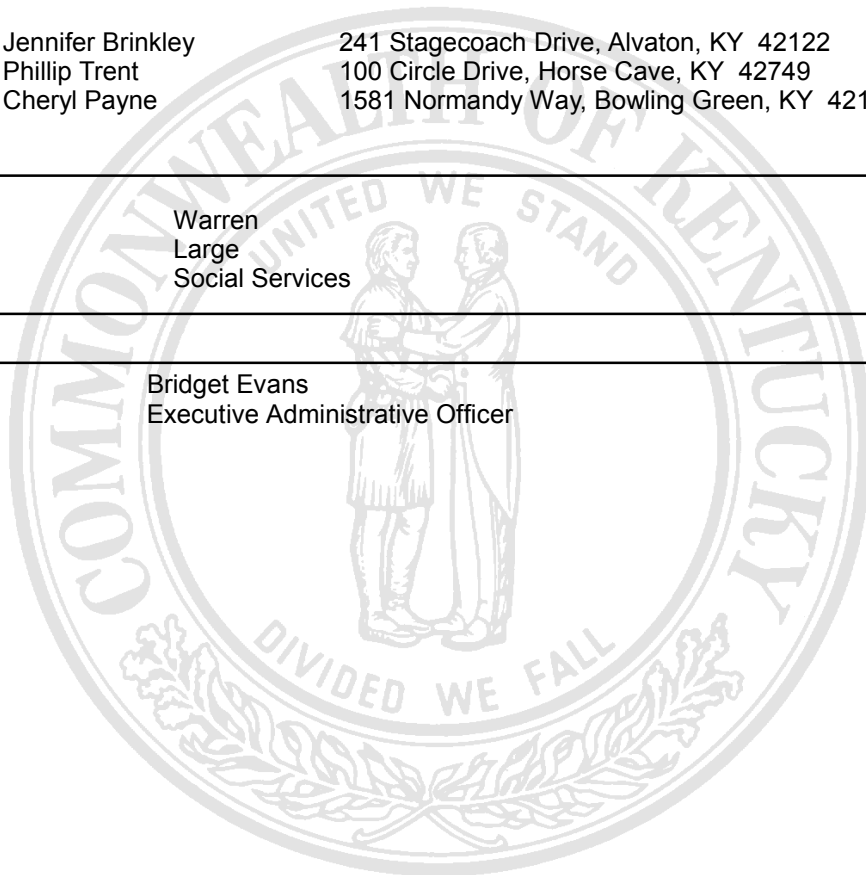 Jennifer Brinkley 241 Stagecoach Drive, Alvaton, KY 42122
Phillip Trent 100 Circle Drive, Horse Cave, KY 42749
Cheryl Payne 1581 Normandy Way, Bowling Green, KY 421
COMMONWEALTH OF KENTUCKY
UNITED WE STAND
Warren
Large
Social Services
Bridget Evans
Executive Administrative Officer
DIVIDED WE FALL